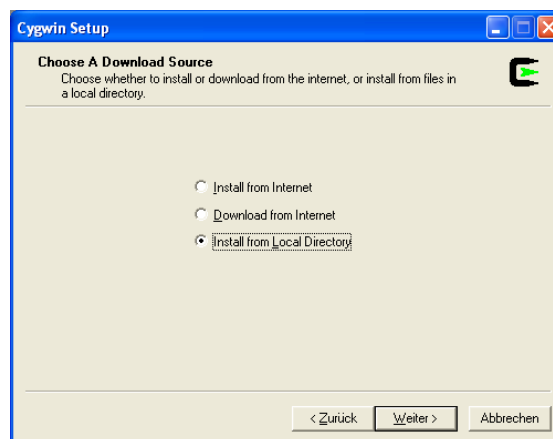 Cygwin Setup
Choose A Download Source
Choose whether to install or download from the internet, or install from files in
a local directory.
Install from Internet
Download from Internet
Install from Local Directory
< Zurück
Weiter >
Abbrechen